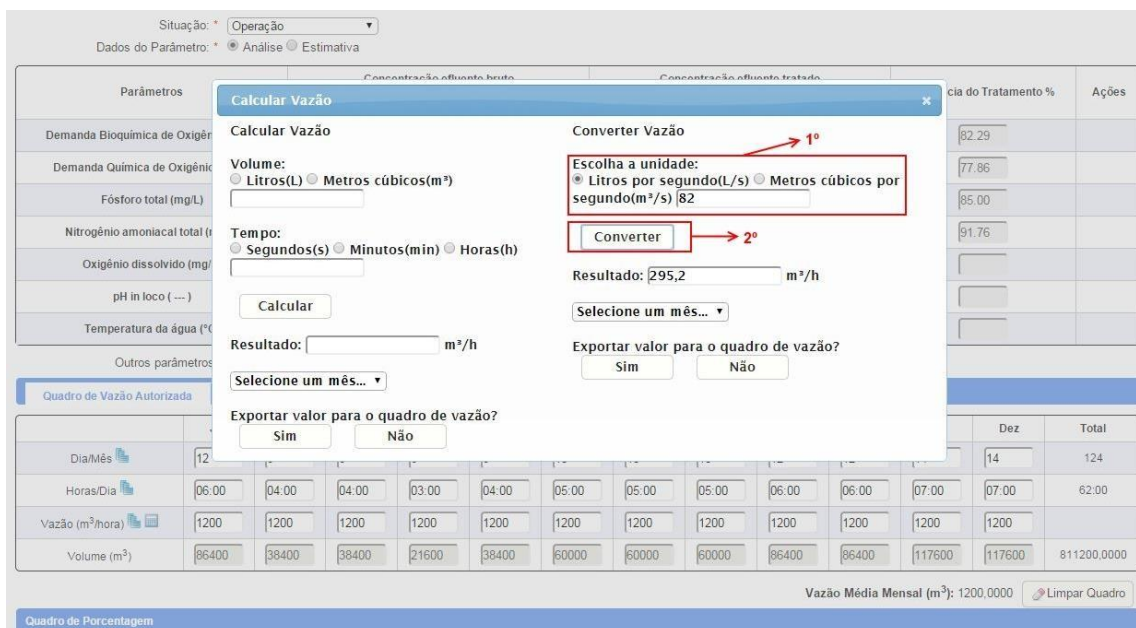 Situação: * Operação
Dados do Parâmetro: * Análise Estimativa
Parâmetros Concentração efluente bruto Concentração efluente tratado cia do Tratamento % Ações
Calcular Vazão x
Demanda Bioquímica de Oxigên 82.29
Demanda Química de Oxigênio 77.86
Fósforo total (mg/L) 85.00
Nitrogênio amoniacal total (m 91.76
Oxigênio dissolvido (mg/
pH in loco ( --- )
Temperatura da água (°C
Outros parâmetros
Calcular Vazão
Volume:
Litros(L) Metros cúbicos(m³)
Tempo:
Segundos(s) Minutos(min) Horas(h)
Calcular
Resultado: m³/h
Selecione um mês...
Exportar valor para o quadro de vazão?
Sim Não
Converter Vazão
1º
Escolha a unidade:
Litros por segundo(L/s) Metros cúbicos por
segundo(m³/s) 82
Converter 2º
Resultado: 295,2 m³/h
Selecione um mês...
Exportar valor para o quadro de vazão?
Sim Não
Quadro de Vazão Autorizada
Dez Total
Dia/Mês 12 14 124
Horas/Dia 06:00 04:00 04:00 03:00 04:00 05:00 05:00 05:00 06:00 06:00 07:00 07:00 62:00
Vazão (m³/hora) 1200 1200 1200 1200 1200 1200 1200 1200 1200 1200 1200 1200
Volume (m³) 86400 38400 38400 21600 38400 60000 60000 60000 86400 86400 117600 117600 811200,0000
Vazão Média Mensal (m³): 1200,0000 Limpar Quadro
Quadro de Porcentagem